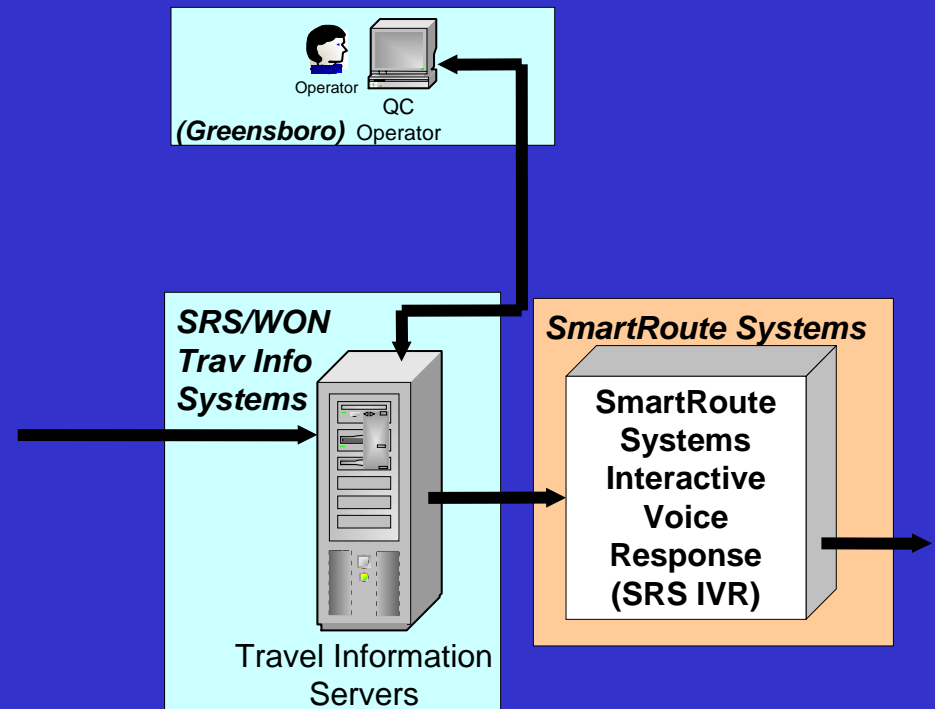 Operator
QC
(Greensboro) Operator
SRS/WON
Trav Info
Systems
Travel Information
Servers
SmartRoute Systems
SmartRoute
Systems
Interactive
Voice
Response
(SRS IVR)